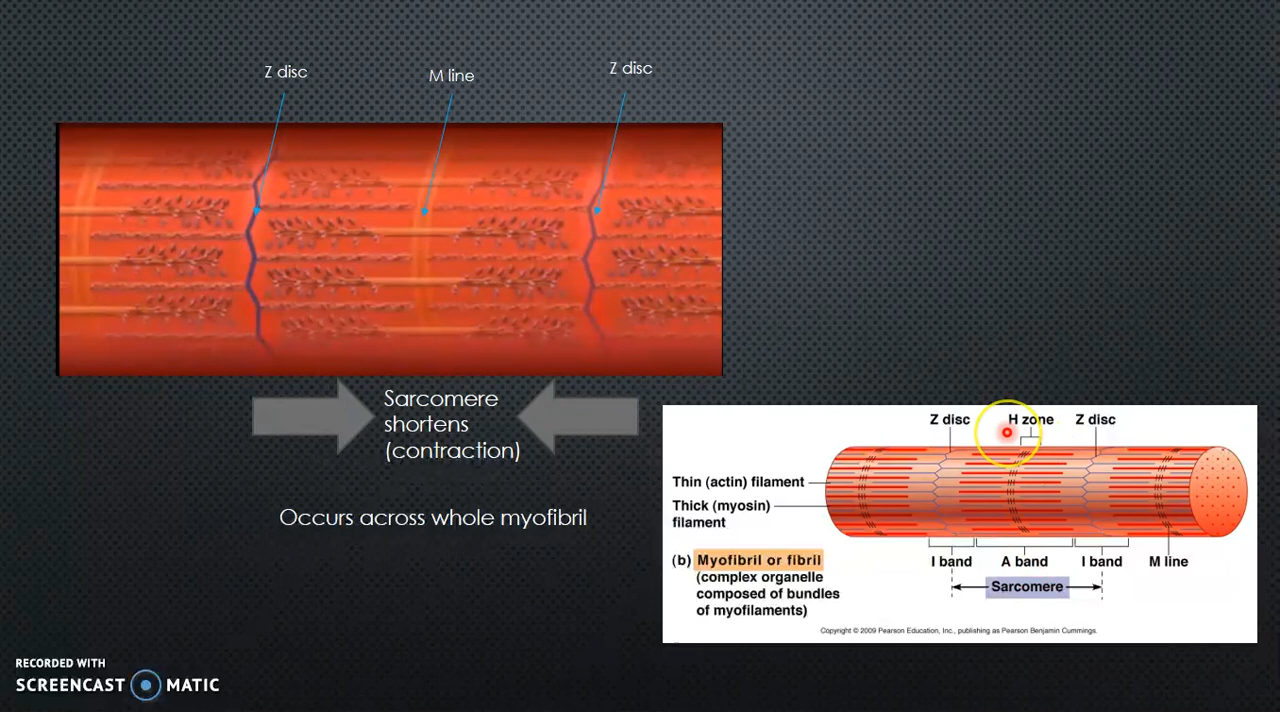 Z disc
M line
Z disc
Sarcomere
shortens
(contraction)
Occurs across whole myofibril
Z disc
H zone
Z disc
Thin (actin) filament
Thick (myosin)
filament
I band
A band
I band
M line
(b) Myofibril or fibril
(complex organelle
composed of bundles
of myofilaments)
Sarcomere
Copyright © 2009 Pearson Education, Inc., publishing as Pearson Benjamin Cummings.
RECORDED WITH
SCREENCAST MATIC